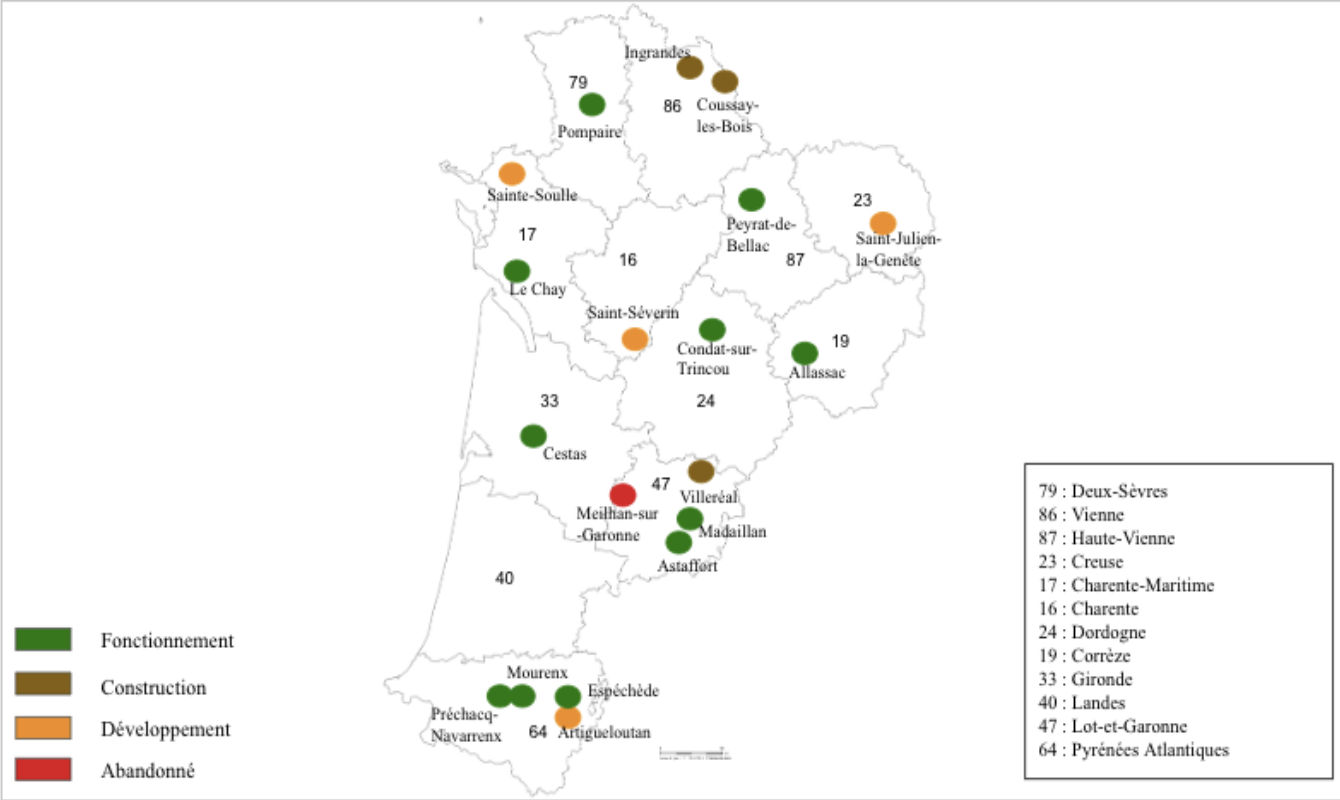 Ingrandes
79
86
Coussay-
les-Bois
Pompaire
Sainte-Soulle
23
Peyrat-de-
Bellac
17
Saint-Julien-
la-Genête
16
87
Le Chay
Saint-Séverin
19
Condat-sur-
Trincou
Allassac
33
24
Cestas
47
Villeréal
Meilhan-sur
-Garonne
Madaillan
Astaffort
40
Mourenx
Espéchède
Préchacq-
Navarrenx
64
Artigueloutan
Fonctionnement
Construction
Développement
Abandonné
79 : Deux-Sèvres
86 : Vienne
87 : Haute-Vienne
23 : Creuse
17 : Charente-Maritime
16 : Charente
24 : Dordogne
19 : Corrèze
33 : Gironde
40 : Landes
47 : Lot-et-Garonne
64 : Pyrénées Atlantiques